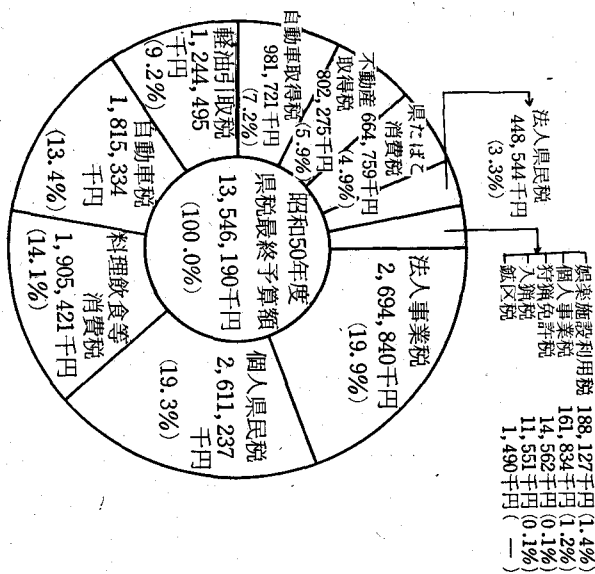 昭和50年度
県税最終予算額
13,546,190千円
(100.0%)
法人事業税
2,694,840千円
(19.9%)
個人県民税
2,611,237
千円
(19.3%)
料理飲食等
消費税
1,905,421千円
(14.1%)
自動車税
1,815,334
千円
(13.4%)
軽油引取税
1,244,495
千円
(9.2%)
自動車取得税
981,721千円
(7.2%)
不動産
取得税
802,275千円
(5.9%)
県たばこ
消費税
664,759千円
(4.9%)
法人県民税
448,544千円
(3.3%)
娯楽施設利用税 188,127千円(1.4%)
個人事業税 161,834千円(1.2%)
狩猟免許税 14,562千円(0.1%)
入猟税 11,551千円(0.1%)
鉱区税 1,490千円( — )